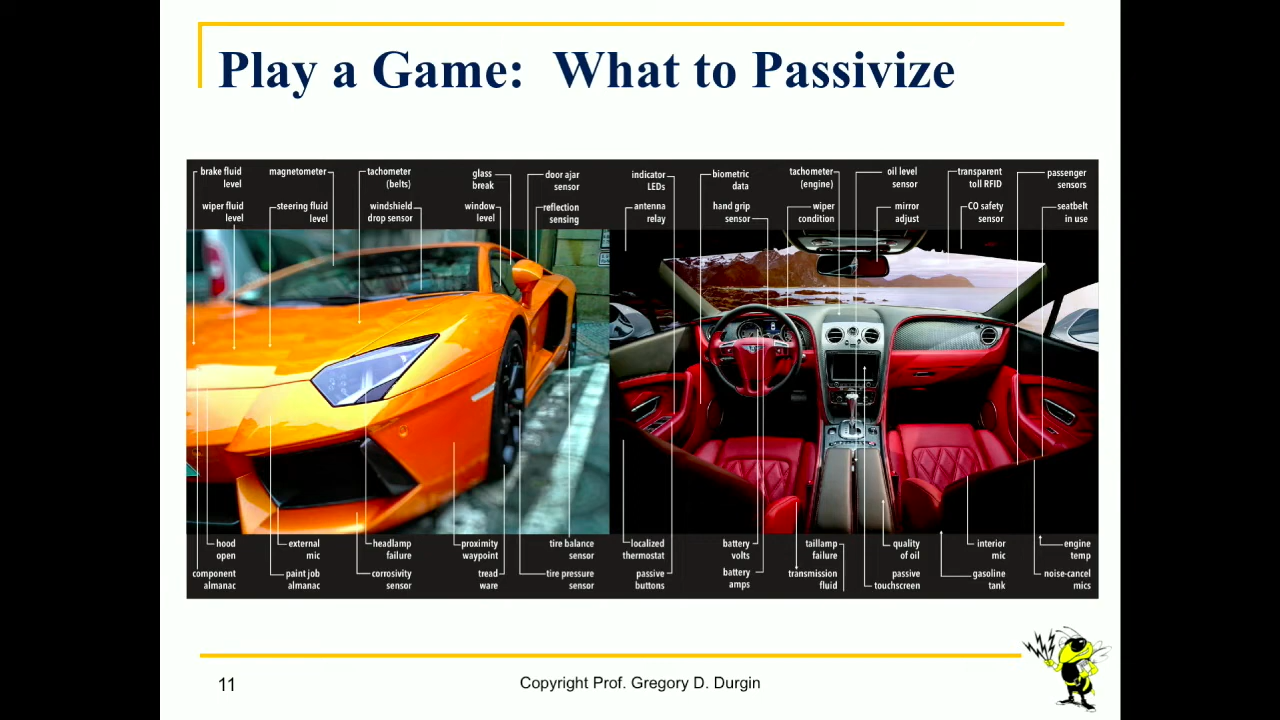 Play a Game: What to Passivize
brake fluid
level
magnetometer
tachometer
(belts)
glass
break
door ajar
sensor
indicator
LEDs
biometric
data
tachometer
(engine)
oil level
sensor
transparent
toll RFID
passenger
sensors
wiper fluid
level
steering fluid
level
windshield
drop sensor
window
level
reflection
sensing
antenna
relay
hand grip
sensor
wiper
condition
mirror
adjust
CO safety
sensor
seatbelt
in use
hood
open
external
mic
headlamp
failure
proximity
waypoint
tire balance
sensor
localized
thermostat
battery
volts
taillamp
failure
quality
of oil
interior
mic
engine
temp
component
almanac
paint job
almanac
corrosivity
sensor
tread
ware
tire pressure
sensor
passive
buttons
battery
amps
transmission
fluid
passive
touchscreen
gasoline
tank
noise-cancel
mics
11
Copyright Prof. Gregory D. Durgin